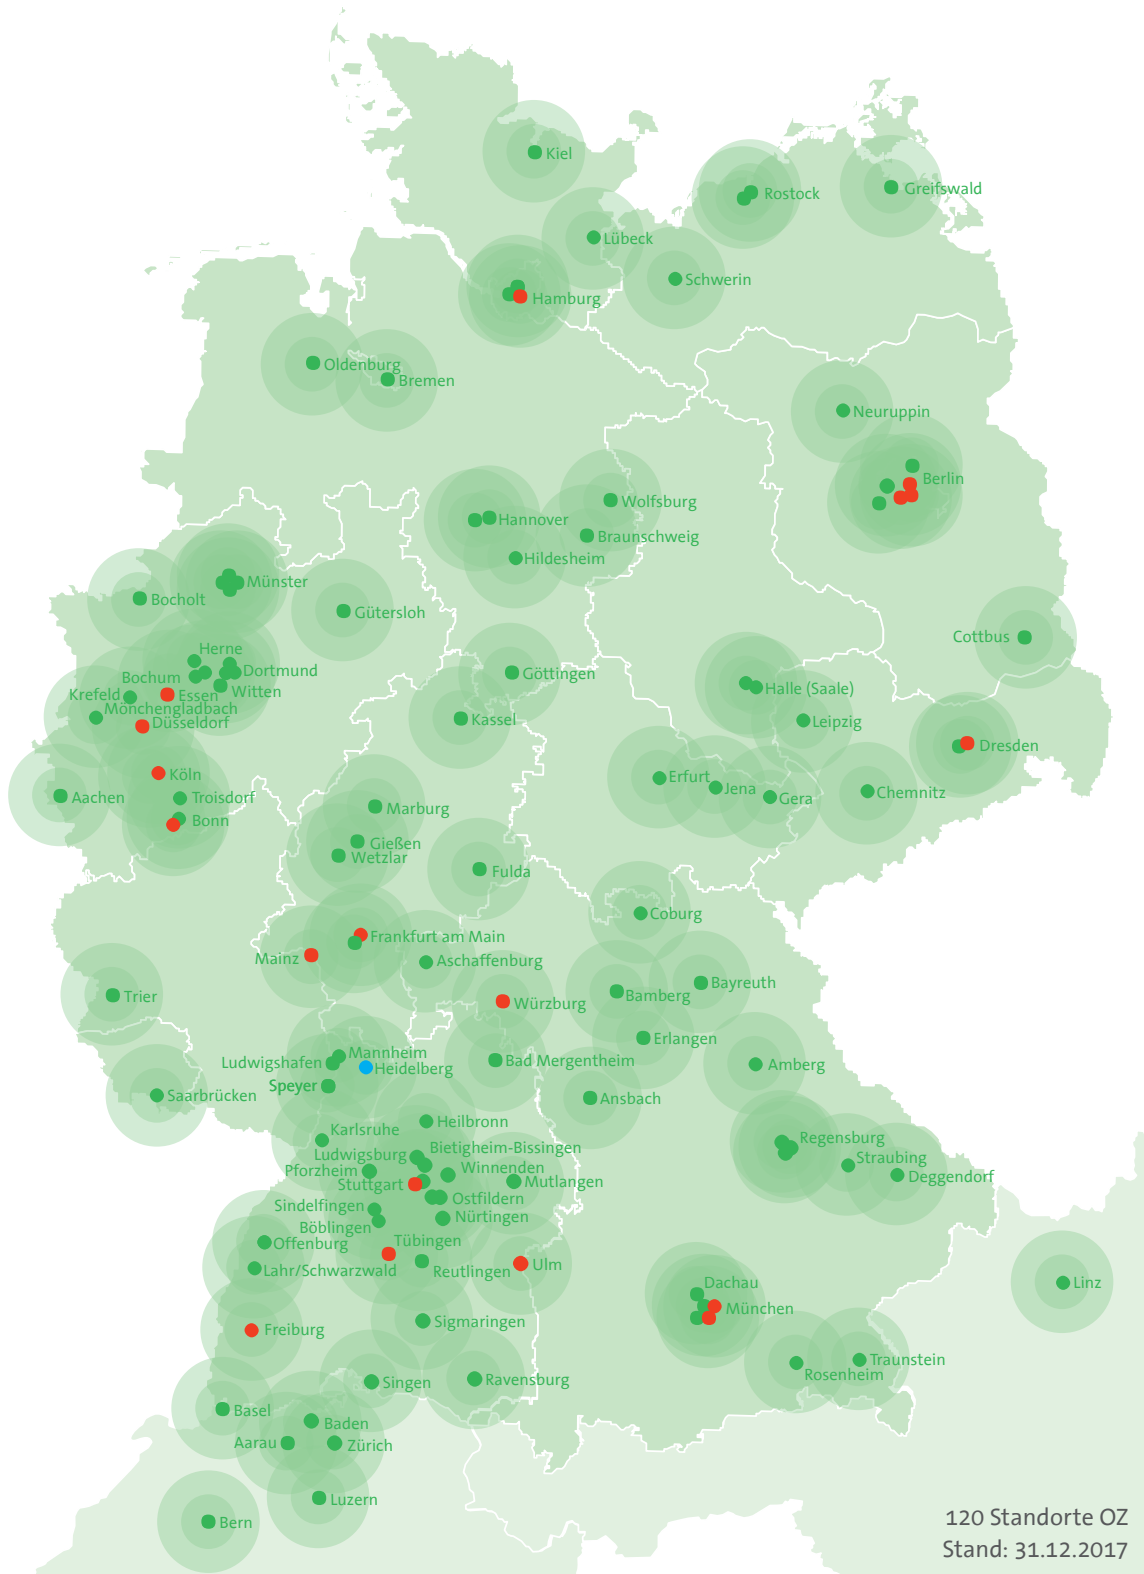 Kiel
Rostock
Greifswald
Lübeck
Schwerin
Hamburg
Oldenburg
Bremen
Neuruppin
Berlin
Wolfsburg
Hannover
Braunschweig
Hildesheim
Münster
Bocholt
Gütersloh
Cottbus
Herne
Dortmund
Göttingen
Bochum
Witten
Halle (Saale)
Krefeld
Essen
Mönchengladbach
Düsseldorf
Kassel
Leipzig
Dresden
Köln
Erfurt
Jena
Gera
Chemnitz
Aachen
Troisdorf
Marburg
Bonn
Gießen
Wetzlar
Fulda
Coburg
Frankfurt am Main
Mainz
Aschaffenburg
Bayreuth
Trier
Würzburg
Bamberg
Erlangen
Mannheim
Ludwigshafen
Heidelberg
Bad Mergentheim
Amberg
Speyer
Saarbrücken
Ansbach
Heilbronn
Karlsruhe
Regensburg
Bietigheim-Bissingen
Ludwigsburg
Straubing
Pforzheim
Winnenden
Deggendorf
Stuttgart
Mutlangen
Ostfildern
Sindelfingen
Nürtingen
Böblingen
Tübingen
Offenburg
Ulm
Lahr/Schwarzwald
Reutlingen
Dachau
Linz
München
Sigmaringen
Freiburg
Traunstein
Rosenheim
Singen
Ravensburg
Basel
Baden
Aarau
Zürich
Luzern
Bern
120 Standorte OZ
Stand: 31.12.2017